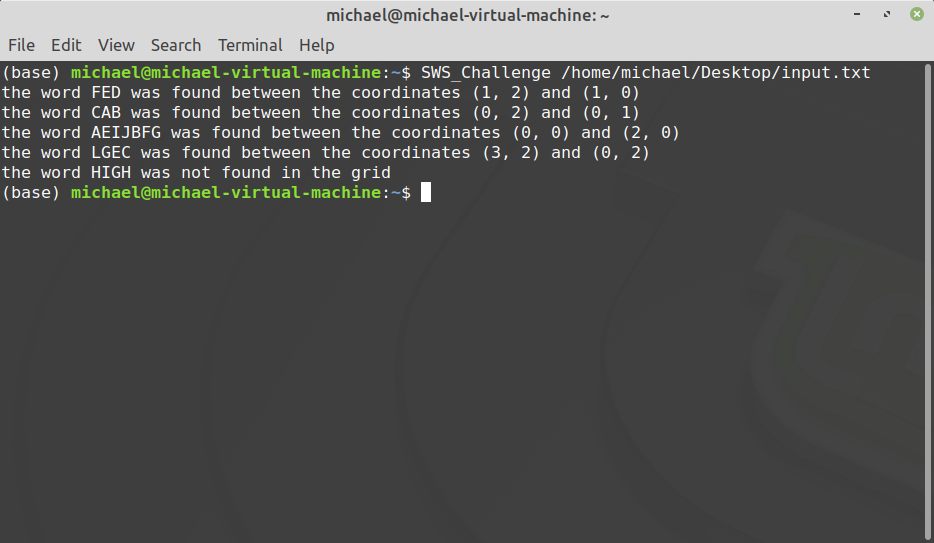 michael@michael-virtual-machine: ~
File Edit View Search Terminal Help
(base) michael@michael-virtual-machine:~$ SWS_Challenge /home/michael/Desktop/input.txt
the word FED was found between the coordinates (1, 2) and (1, 0)
the word CAB was found between the coordinates (0, 2) and (0, 1)
the word AEIJBFG was found between the coordinates (0, 0) and (2, 0)
the word LGEC was found between the coordinates (3, 2) and (0, 2)
the word HIGH was not found in the grid
(base) michael@michael-virtual-machine:~$